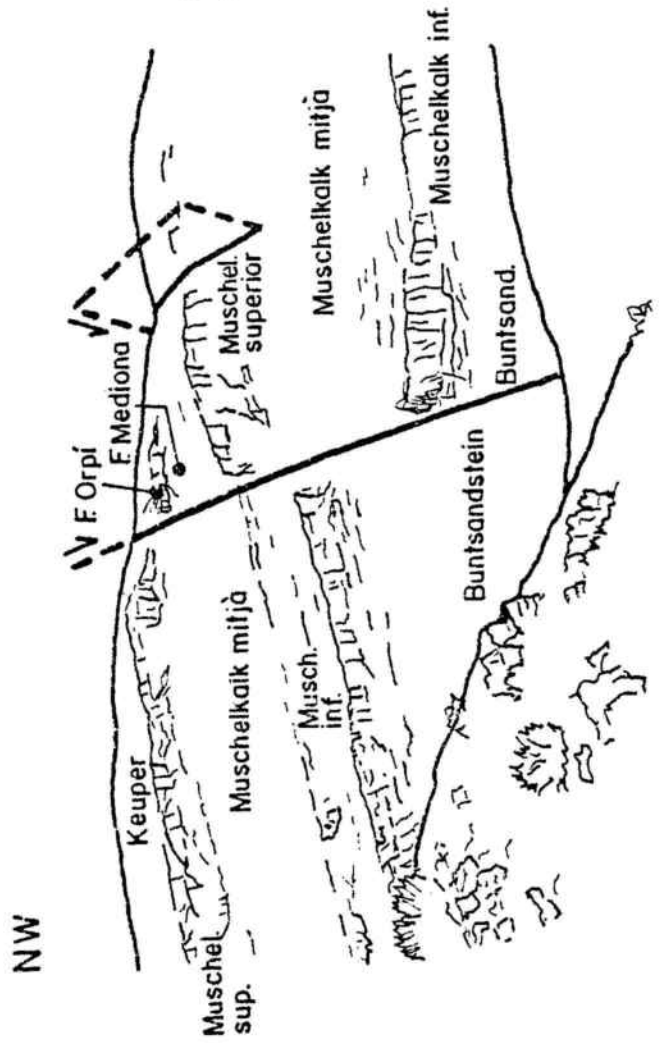 NW
V F. Orpí
F. Mediona
Keuper
Muschel.
superior
Muschel.
sup.
Muschelkalk mitjà
Muschelkalk mitjà
Musch.
inf.
Muschelkalk inf.
Buntsandstein
Buntsand.